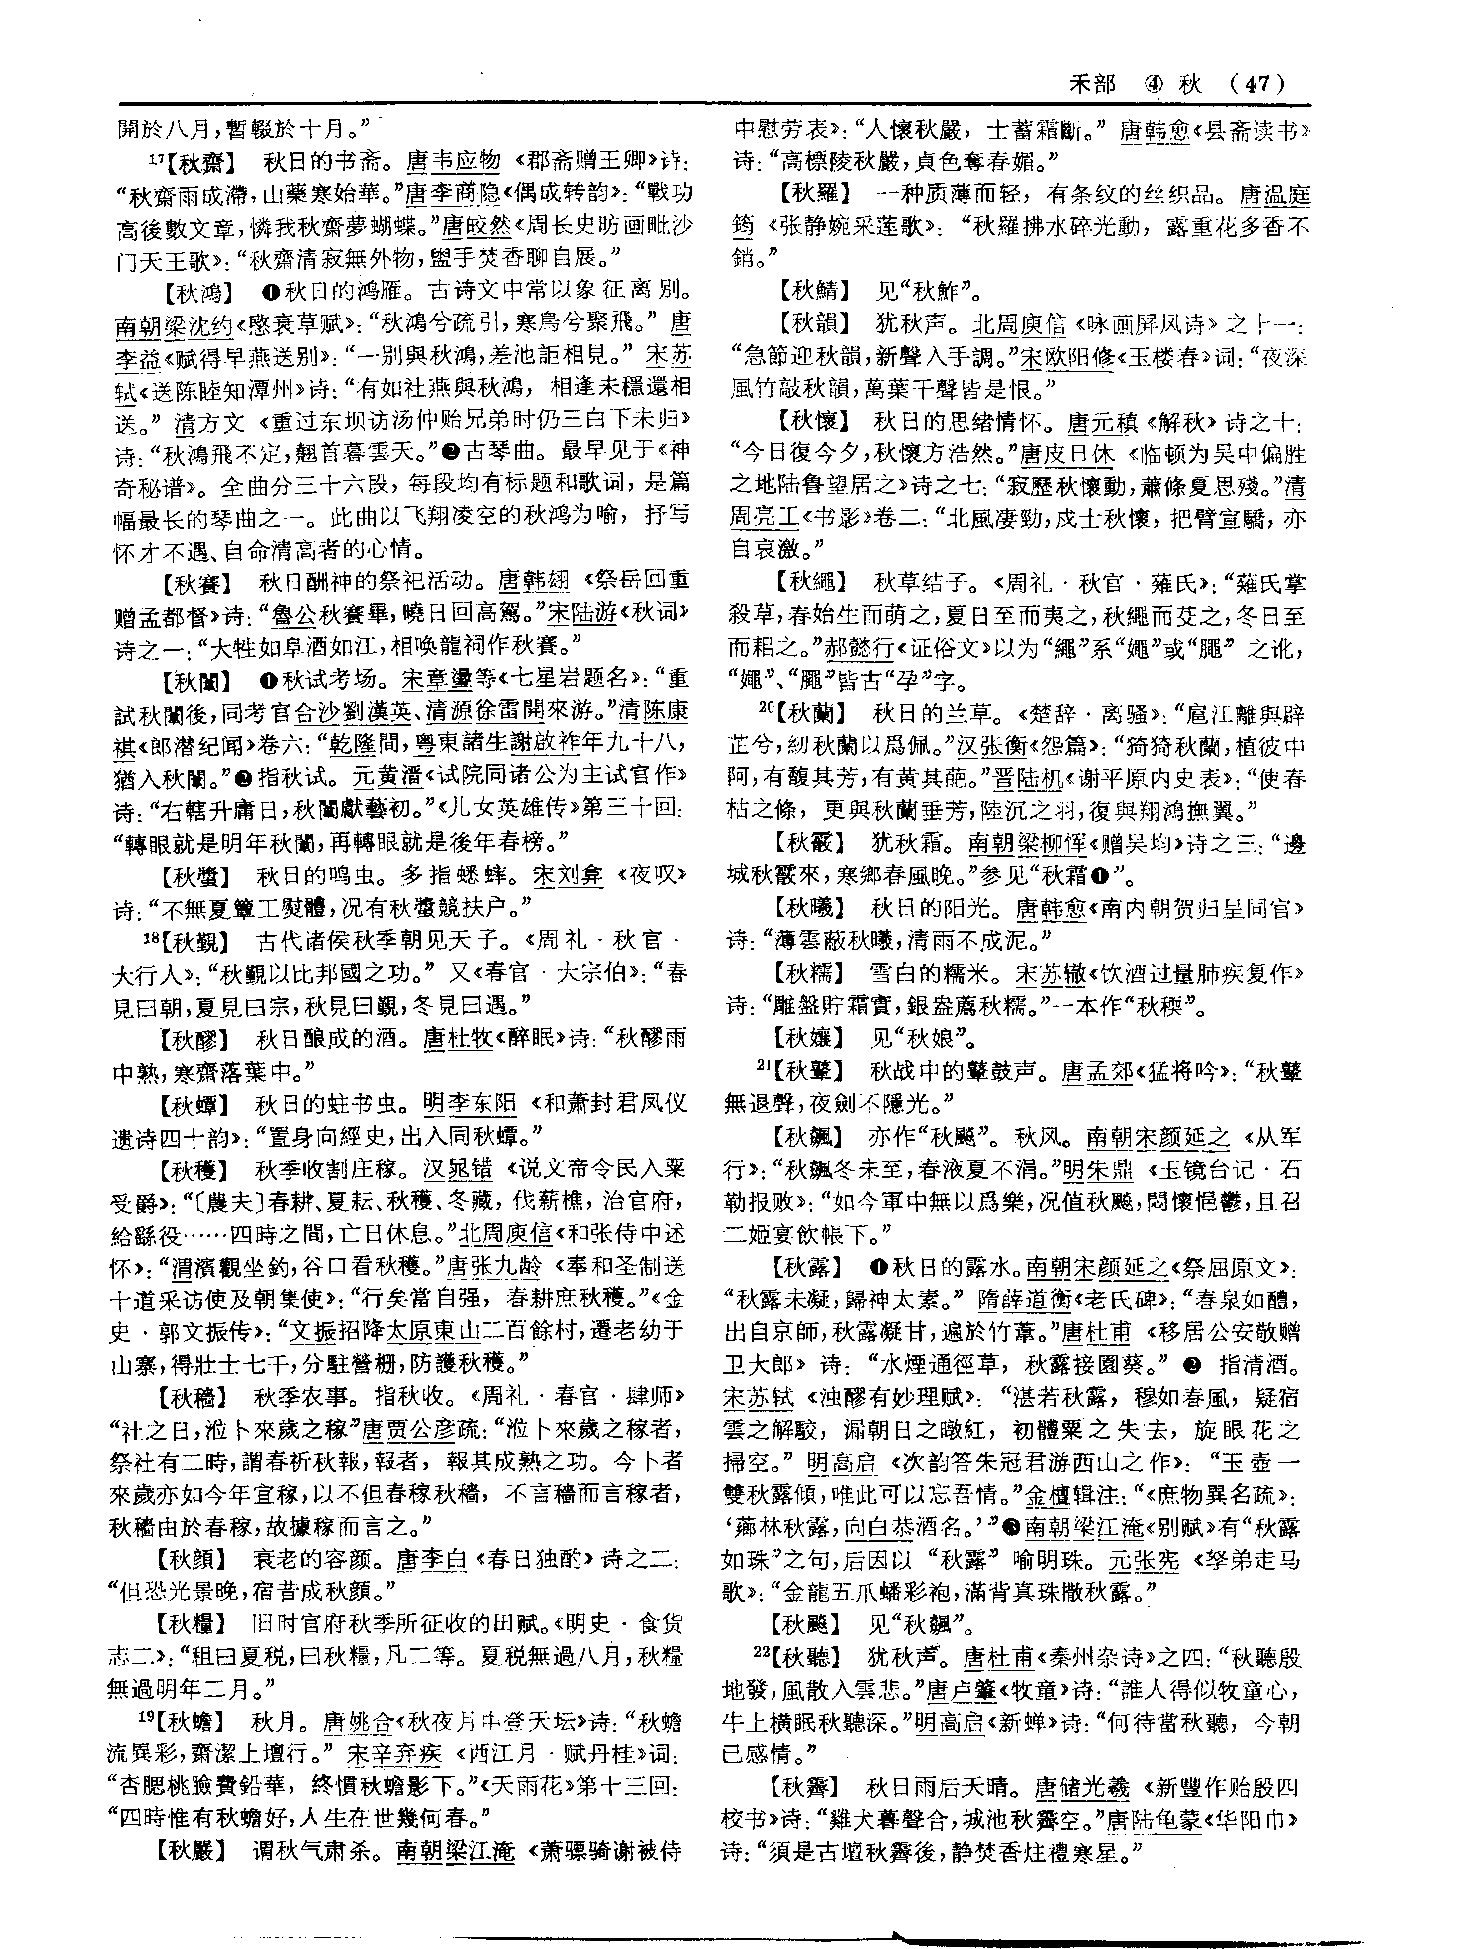 禾部　④　秋　（47）
開於八月，暫輟於十月。”
17【秋齋】　秋日的书斋。唐韦应物《郡斋赠王卿》诗：
“秋齋雨成滯，山藥寒始華。”唐李商隐《偶成转韵》：“戰功
高後數文章，憐我秋齋夢蝴蝶。”唐皎然《周长史昉画毗沙
门天王歌》：“秋齋清寂無外物，盥手焚香聊自展。”
【秋鸿】　❶秋日的鸿雁。古诗文中常以象征离别。
南朝梁沈约《愍衰草赋》：“秋鴻兮疏引，寒鳥兮聚飛。”唐
李益《赋得早燕送别》：“一别與秋鴻，差池詎相見。”宋苏
轼《送陈睦知潭州》诗：“有如社燕與秋鴻，相逢未穩還相
送。”清方文《重过东坝访汤仲贻兄弟时仍三白下未归》
诗：“秋鴻飛不定，翹首暮雲天。”❷古琴曲。最早见于《神
奇秘谱》。全曲分三十六段，每段均有标题和歌词，是篇
幅最长的琴曲之一。此曲以飞翔凌空的秋鸿为喻，抒写
怀才不遇、自命清高者的心情。
【秋賽】　秋日酬神的祭祀活动。唐韩翃《祭岳回重
赠孟都督》诗：“魯公秋賽畢，曉日回高駕。”宋陆游《秋词》
诗之一：“大牲如阜酒如江，相唤龍祠作秋賽。”
【秋闈】　❶秋试考场。宋章㻻等《七星岩题名》：“重
試秋闈後，同考官合沙劉漢英、清源徐雷開來游。”清陈康
祺《郎潜纪闻》卷六：“乾隆間，粤東諸生謝啟祚年九十八，
猶入秋闈。”❷指秋试。元黄溍《试院同诸公为主试官作》
诗：“右轄升庸日，秋闈獻藝初。”《儿女英雄传》第三十回：
“轉眼就是明年秋闈，再轉眼就是後年春榜。”
【秋螿】　秋日的鸣虫。多指蟋蟀。宋刘弇《夜叹》
诗：“不無夏簟工熨體，况有秋螿競扶户。”
18【秋覲】　古代诸侯秋季朝见天子。《周礼·秋官·
大行人》：“秋覲以比邦國之功。”又《春官·大宗伯》：“春
見曰朝，夏見曰宗，秋見曰覲，冬見曰遇。”
【秋醪】　秋日酿成的酒。唐杜牧《醉眠》诗：“秋醪雨
中熟，寒齋落葉中。”
【秋蟫】　秋日的蛀书虫。明李东阳《和萧封君凤仪
遗诗四十韵》：“置身向經史，出入同秋蟫。”
【秋穫】　秋季收割庄稼。汉晁错《说文帝令民入粟
受爵》：“〔農夫〕春耕、夏耘、秋穫、冬藏，伐薪樵，治官府，
給繇役……四時之間，亡日休息。”北周庾信《和张侍中述
怀》：“渭濱觀坐釣，谷口看秋穫。”唐张九龄《奉和圣制送
十道采访使及朝集使》：“行矣當自强，春耕庶秋穫。”《金
史·郭文振传》：“文振招降太原東山二百餘村，遷老幼于
山寨，得壯士七千，分駐營栅，防護秋穫。”
【秋穡】　秋季农事。指秋收。《周礼·春官·肆师》
“社之日，涖卜來歲之稼”唐贾公彦疏：“涖卜來歲之稼者，
祭社有二時，謂春祈秋報，報者，報其成熟之功。今卜者
來歲亦如今年宜稼，以不但春稼秋穡，不言穡而言稼者，
秋穡由於春稼，故據稼而言之。”
【秋顔】　衰老的容颜。唐李白《春日独酌》诗之二：
“但恐光景晚，宿昔成秋顔。”
【秋糧】　旧时官府秋季所征收的田赋。《明史·食货
志二》：“租曰夏税，曰秋糧，凡二等。夏税無過八月，秋糧
無過明年二月。”
19【秋蟾】　秋月。唐姚合《秋夜月中登天坛》诗：“秋蟾
流異彩，齋潔上壇行。”宋辛弃疾《西江月·赋丹桂》词：
“杏腮桃臉費鉛華，終慣秋蟾影下。”《天雨花》第十三回：
“四時惟有秋蟾好，人生在世幾何春。”
【秋嚴】　谓秋气肃杀。南朝梁江淹《萧骠骑谢被侍
中慰劳表》：“人懷秋嚴，士蓄霜斷。”唐韩愈《县斋读书》
诗：“高標陵秋嚴，貞色奪春媚。”
【秋羅】　一种质薄而轻，有条纹的丝织品。唐温庭
筠《张静婉采莲歌》：“秋羅拂水碎光動，露重花多香不
銷。”
【秋鯖】　见“秋鮓”。
【秋韻】　犹秋声。北周庾信《咏画屏风诗》之十一：
“急節迎秋韻，新聲入手調。”宋欧阳修《玉楼春》词：“夜深
風竹敲秋韻，萬葉千聲皆是恨。”
【秋懷】　秋日的思绪情怀。唐元稹《解秋》诗之十：
“今日復今夕，秋懷方浩然。”唐皮日休《临顿为吴中偏胜
之地陆鲁望居之》诗之七：“寂歷秋懷動，蕭條夏思殘。”清
周亮工《书影》卷二：“北風凄勁，戍士秋懷，把臂宣驕，亦
自哀激。”
【秋繩】　秋草结子。《周礼·秋官·薙氏》：“薙氏掌
殺草，春始生而萌之，夏日至而夷之，秋繩而芟之，冬日至
而耜之。”郝懿行《证俗文》以为“繩”系“𡣕”或“䐝”之讹，
“𡣕”、“䐝”皆古“孕”字。
20【秋蘭】　秋日的兰草。《楚辞·离骚》：“扈江離與辟
芷兮，紉秋蘭以爲佩。”汉张衡《怨篇》：“猗猗秋蘭，植彼中
阿，有馥其芳，有黄其葩。”晋陆机《谢平原内史表》：“使春
枯之條，更與秋蘭垂芳，陸沉之羽，復與翔鴻撫翼。”
【秋霰】　犹秋霜。南朝梁柳恽《赠吴均》诗之三：“邊
城秋霰來，寒鄉春風晚。”参见“秋霜❶”。
【秋曦】　秋日的阳光。唐韩愈《南内朝贺归呈同官》
诗：“薄雲蔽秋曦，清雨不成泥。”
【秋糯】　雪白的糯米。宋苏辙《饮酒过量肺疾复作》
诗：“雕盤貯霜實，銀盎薦秋糯。”一本作“秋稬”。
【秋孃】　见“秋娘”。
21【秋鼙】　秋战中的鼙鼓声。唐孟郊《猛将吟》：“秋鼙
無退聲，夜劍不隱光。”
【秋飆】　亦作“秋飈”。秋风。南朝宋颜延之《从军
行》：“秋飆冬未至，春液夏不涓。”明朱鼎《玉镜台记·石
勒报败》：“如今軍中無以爲樂，况值秋飈，悶懷悒鬱，且召
二姬宴飲帳下。”
【秋露】　❶秋日的露水。南朝宋颜延之《祭屈原文》：
“秋露未凝，歸神太素。”隋薛道衡《老氏碑》：“春泉如醴，
出自京師，秋露凝甘，遍於竹葦。”唐杜甫《移居公安敬赠
卫大郎》诗：“水煙通徑草，秋露接園葵。”❷指清酒。
宋苏轼《浊醪有妙理赋》：“湛若秋露，穆如春風，疑宿
雲之解駮，漏朝日之暾紅，初體粟之失去，旋眼花之
掃空。”明高启《次韵答朱冠君游西山之作》：“玉壺一
雙秋露傾，唯此可以忘吾情。”金檀辑注：“《庶物異名疏》：
‘薌林秋露，向白恭酒名。’”❸南朝梁江淹《别赋》有“秋露
如珠”之句，后因以“秋露”喻明珠。元张宪《孥弟走马
歌》：“金龍五爪蟠彩袍，滿背真珠撒秋露。”
【秋飈】　见“秋飆”。
22【秋聽】　犹秋声。唐杜甫《秦州杂诗》之四：“秋聽殷
地發，風散入雲悲。”唐卢肇《牧童》诗：“誰人得似牧童心，
牛上横眠秋聽深。”明高启《新蝉》诗：“何待當秋聽，今朝
已感情。”
【秋霽】　秋日雨后天晴。唐储光羲《新豐作贻殷四
校书》诗：“雞犬暮聲合，城池秋霽空。”唐陆龟蒙《华阳巾》
诗：“須是古壇秋霽後，静焚香炷禮寒星。”